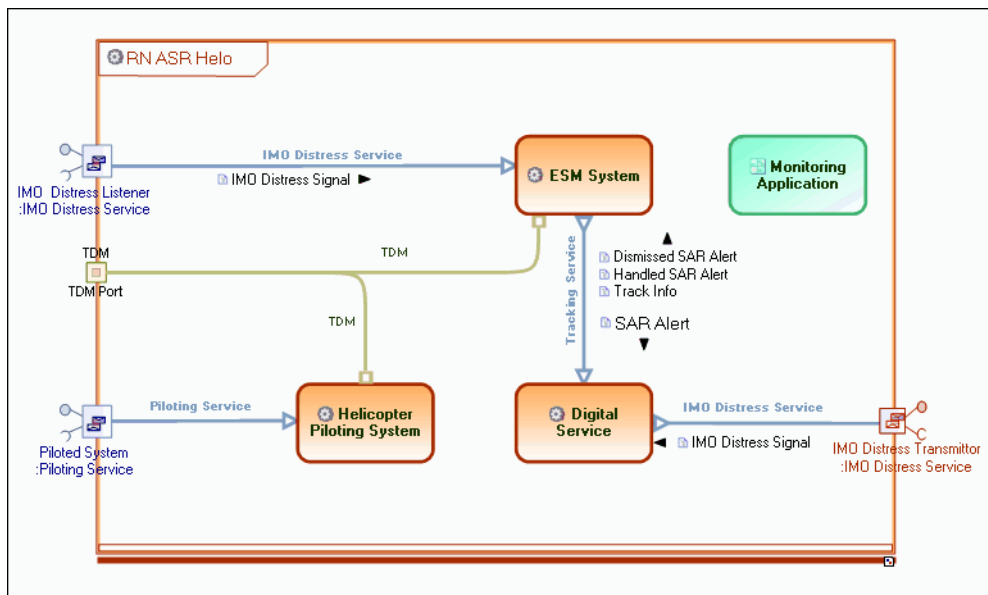 RN ASR Helo
IMO Distress Service
IMO Distress Signal
ESM System
Monitoring
Application
IMO Distress Listener
:IMO Distress Service
TDM
TDM Port
TDM
TDM
Tracking Service
Dismissed SAR Alert
Handled SAR Alert
Track Info
SAR Alert
Piloting Service
Helicopter
Piloting System
Digital
Service
IMO Distress Service
IMO Distress Signal
Piloted System
:Piloting Service
IMO Distress Transmittor
:IMO Distress Service